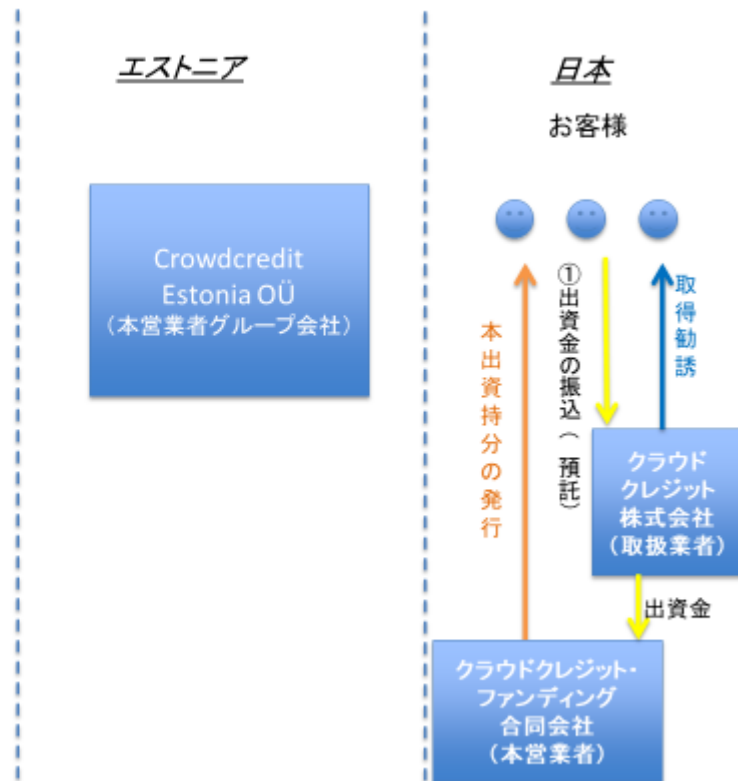 エストニア
日本
お客様
Crowdcredit
Estonia OÜ
（本営業者グループ会社）
本出資持分の発行
①出資金の振込（預託）
取得勧誘
クラウド
クレジット
株式会社
（取扱業者）
出資金
クラウドクレジット・
ファンディング
合同会社
（本営業者）